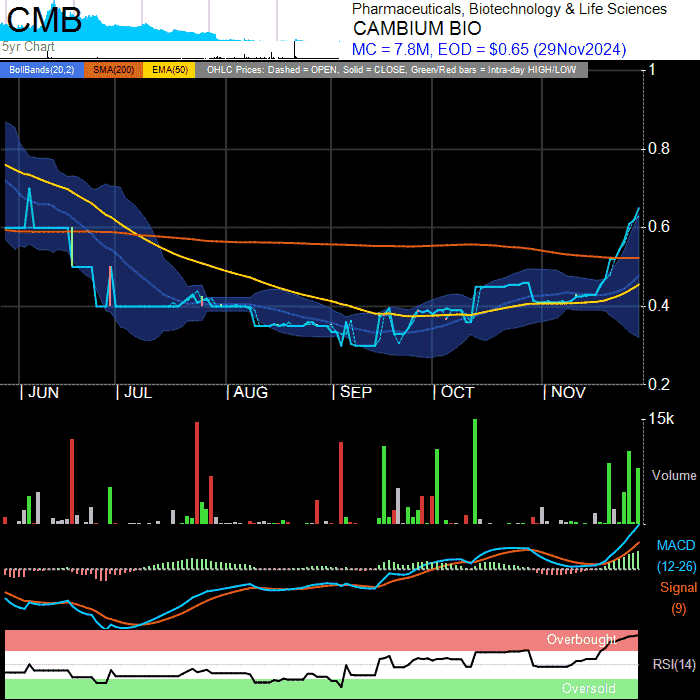 CMB
5yr Chart
Pharmaceuticals, Biotechnology & Life Sciences
CAMBIUM BIO
MC = 7.8M, EOD = $0.65 (29Nov2024)
BollBands(20,2) SMA(200) EMA(50) OHLC Prices: Dashed = OPEN, Solid = CLOSE, Green/Red bars = Intra-day HIGH/LOW
1
0.8
0.6
0.4
0.2
| JUN | JUL | AUG | SEP | OCT | NOV
15k
Volume
MACD
(12-26)
Signal
(9)
Overbought
RSI(14)
Oversold